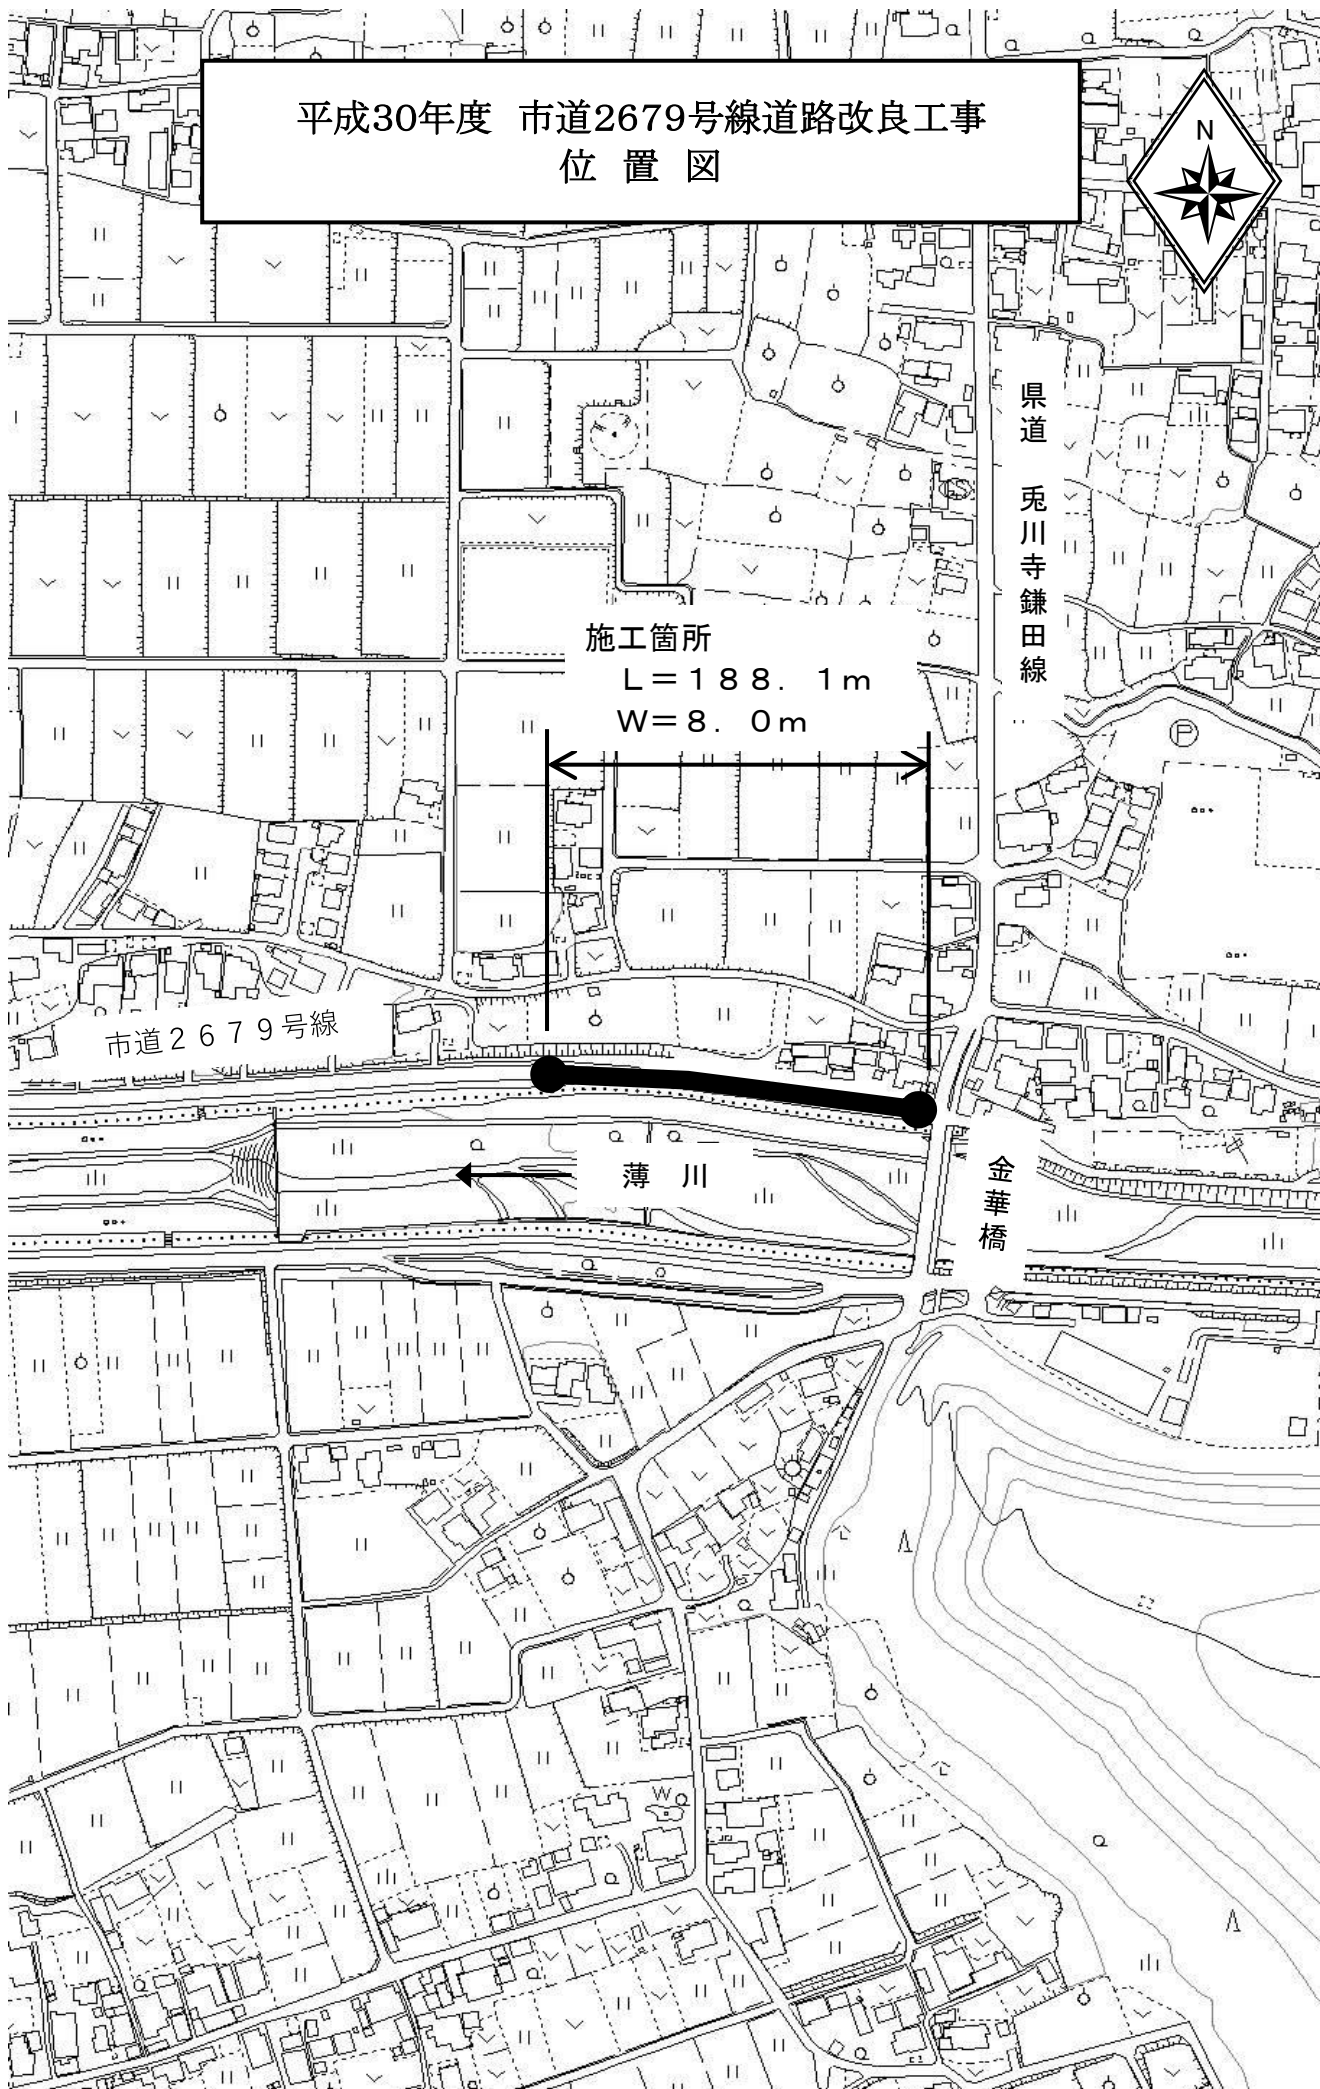 平成30年度 市道2679号線道路改良工事
位 置 図
N
県道 兎川寺鎌田線
施工箇所
L=188. 1m
W=8. 0m
P
市道2679号線
薄 川
金華橋
W